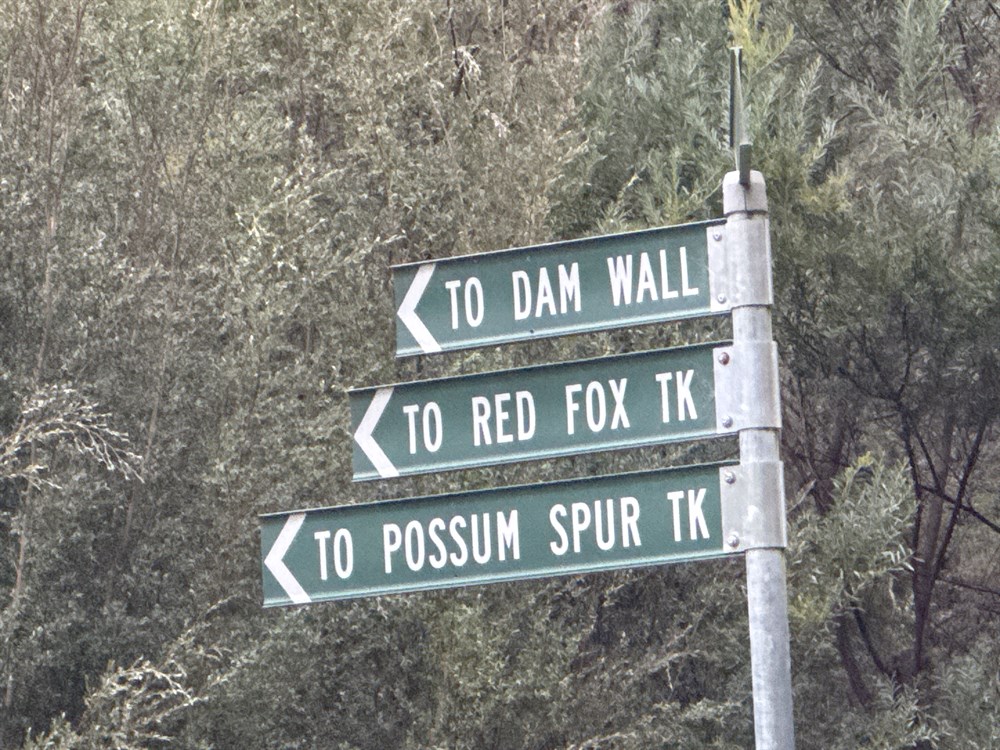 TO DAM WALL
TO RED FOX TK
TO POSSUM SPUR TK